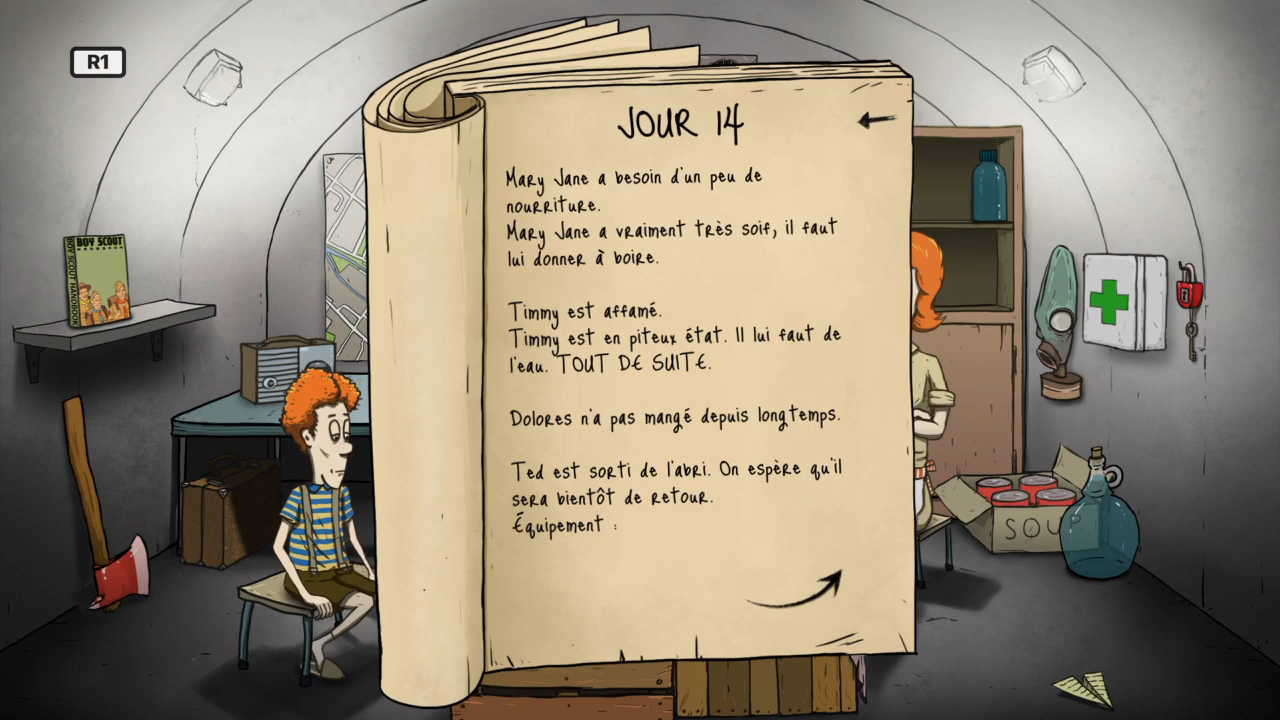 R1
JOUR 14
Mary Jane a besoin d'un peu de
nourriture.
Mary Jane a vraiment très soif, il faut
lui donner à boire.
Timmy est affamé.
Timmy est en piteux état. Il lui faut de
l'eau. TOUT DE SUITE.
Dolores n'a pas mangé depuis longtemps.
Ted est sorti de l'abri. On espère qu'il
sera bientôt de retour.
Équipement :
BOY SCOUT
BOY SCOUT HANDBOOK
SOUP